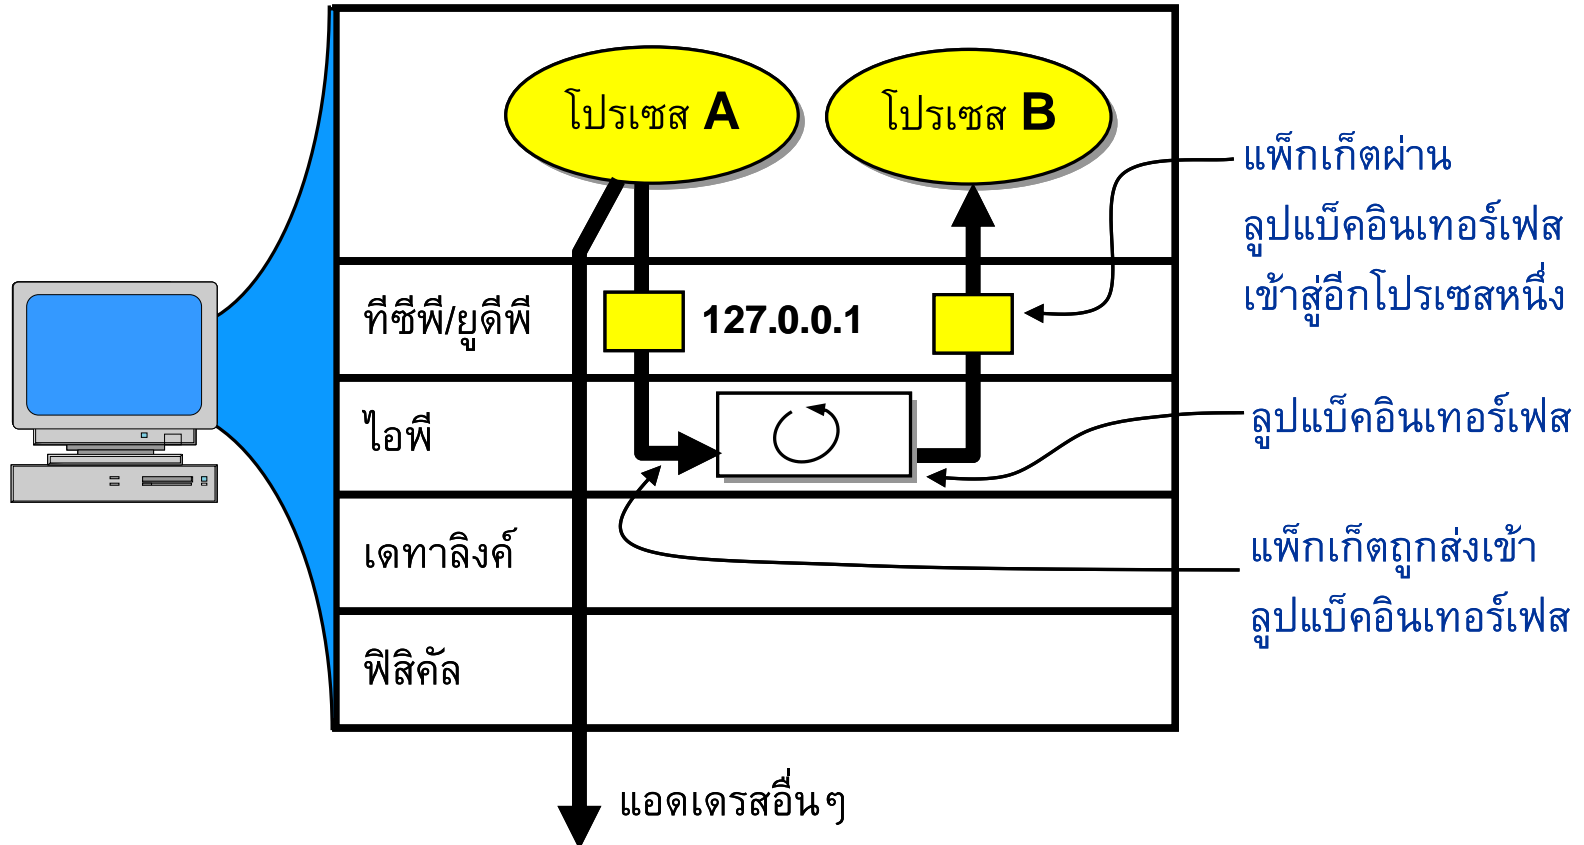 โปรเซส A
โปรเซส B
แพ็กเก็ตผ่าน
ลูปแบ็คอินเทอร์เฟส
เข้าสู่อีกโปรเซสหนึ่ง
ทีซีพี/ยูดีพี
127.0.0.1
ไอพี
ลูปแบ็คอินเทอร์เฟส
เดทาลิงค์
แพ็กเก็ตถูกส่งเข้า
ลูปแบ็คอินเทอร์เฟส
ฟิสิคัล
แอดเดรสอื่นๆ